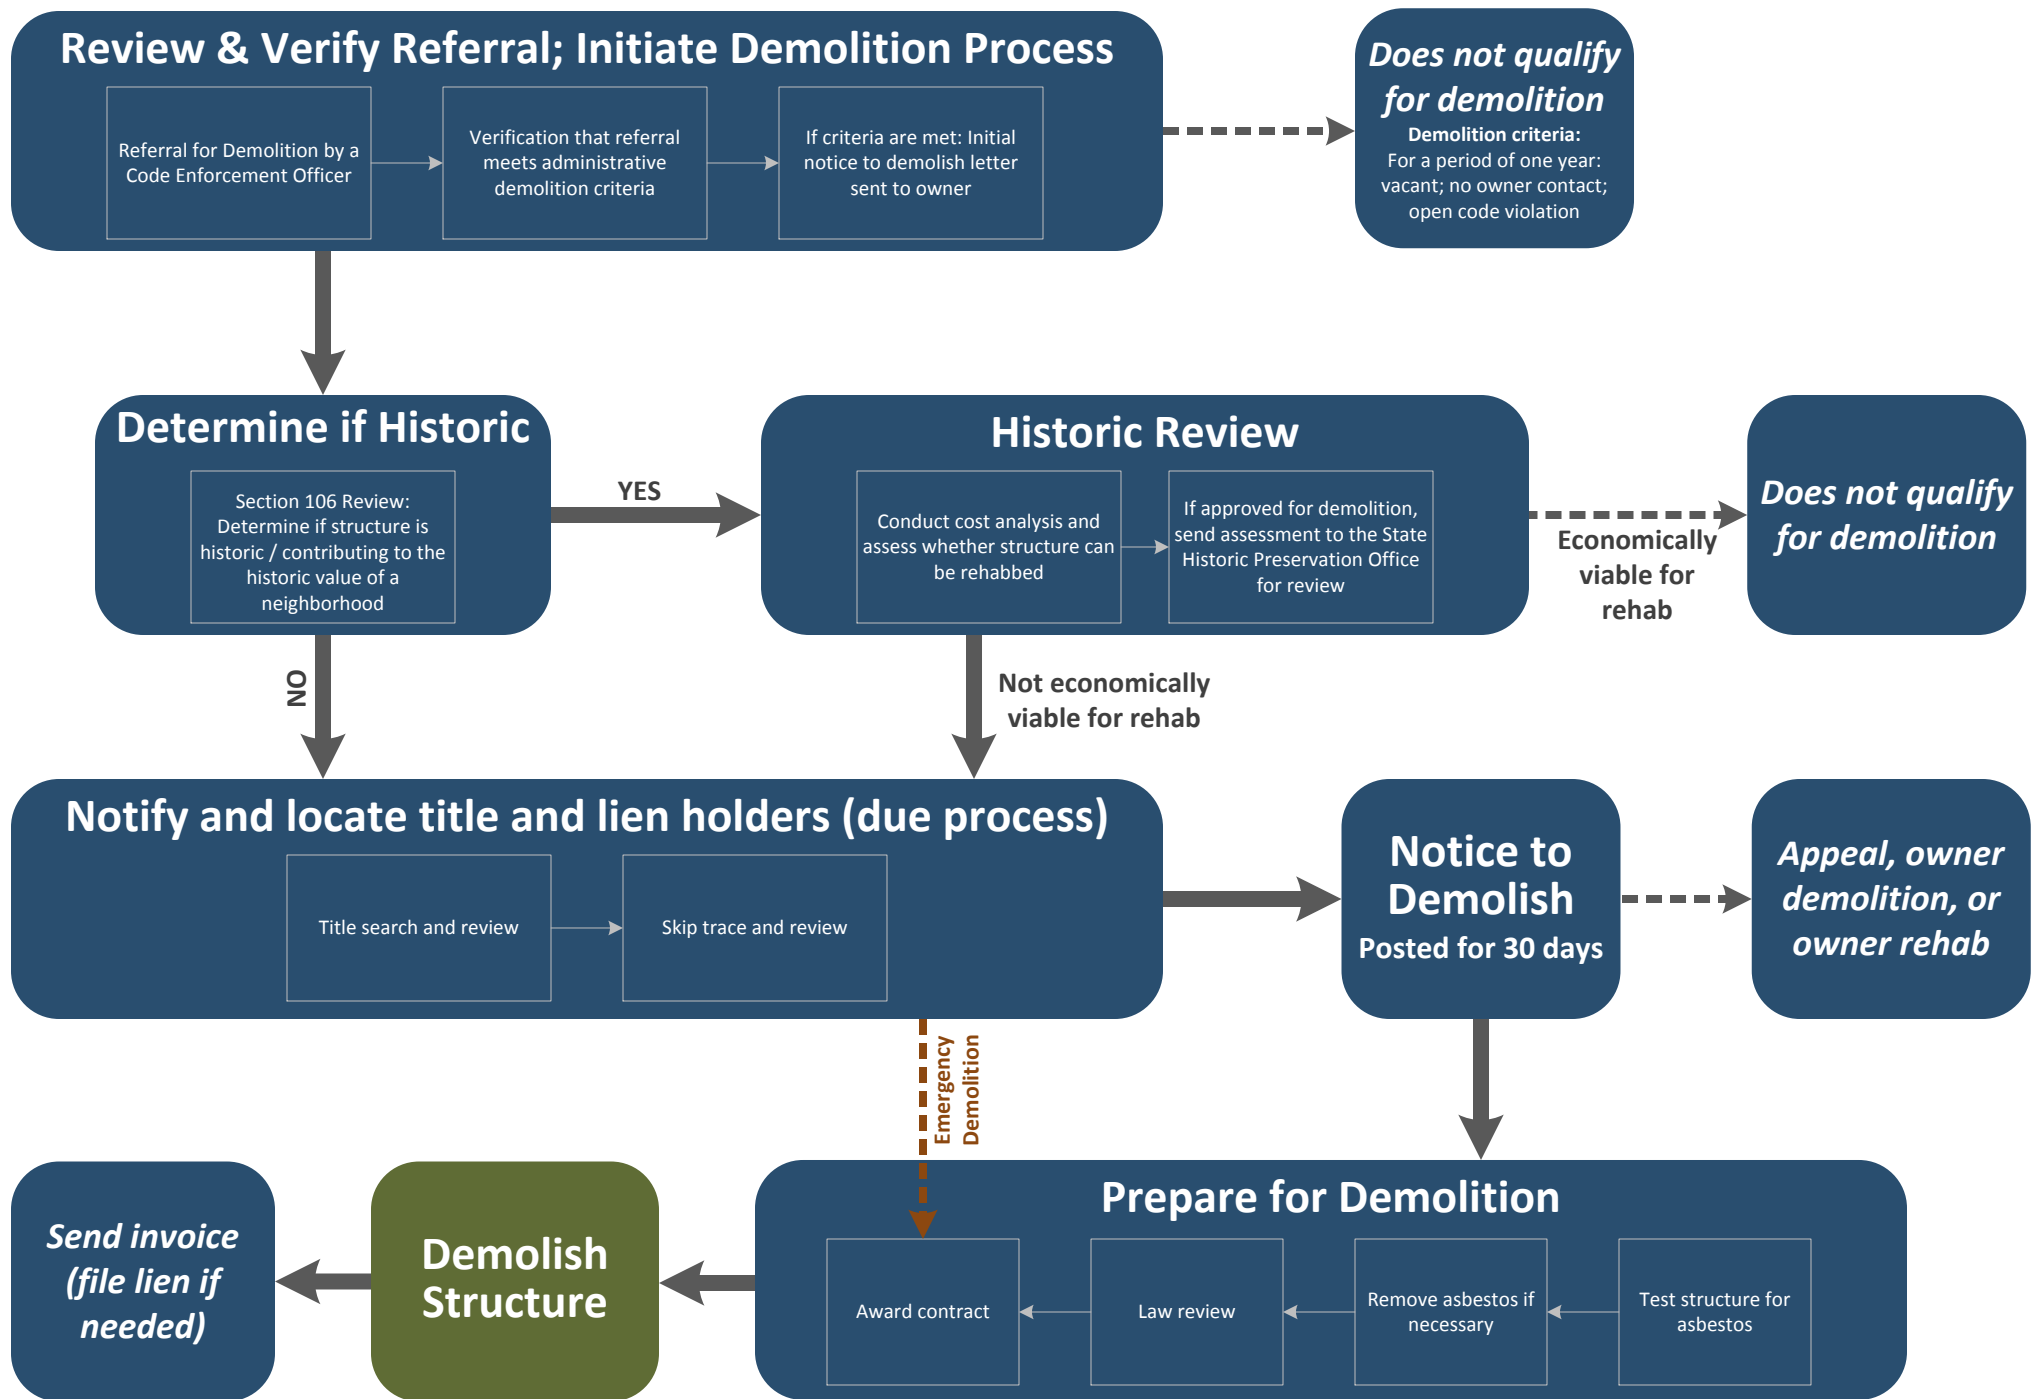 Review & Verify Referral; Initiate Demolition Process
Referral for Demolition by a
Code Enforcement Officer
Verification that referral
meets administrative
demolition criteria
If criteria are met: Initial
notice to demolish letter
sent to owner
Does not qualify
for demolition
Demolition criteria:
For a period of one year:
vacant; no owner contact;
open code violation
Determine if Historic
Section 106 Review:
Determine if structure is
historic / contributing to the
historic value of a
neighborhood
YES
Historic Review
Conduct cost analysis and
assess whether structure can
be rehabbed
If approved for demolition,
send assessment to the State
Historic Preservation Office
for review
Economically
viable for
rehab
Does not qualify
for demolition
NO
Not economically
viable for rehab
Notify and locate title and lien holders (due process)
Title search and review
Skip trace and review
Notice to
Demolish
Posted for 30 days
Appeal, owner
demolition, or
owner rehab
Emergency
Demolition
Send invoice
(file lien if
needed)
Demolish
Structure
Prepare for Demolition
Award contract
Law review
Remove asbestos if
necessary
Test structure for
asbestos